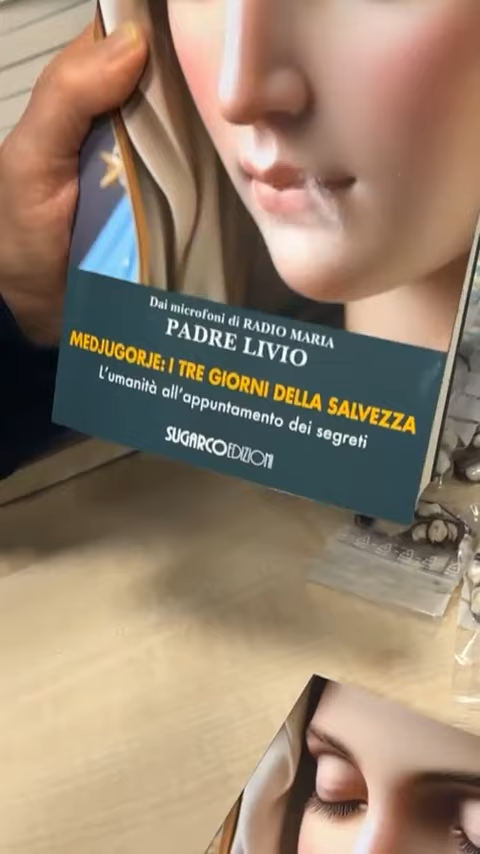 Dai microfoni di RADIO MARIA
PADRE LIVIO
MEDJUGORJE: I TRE GIORNI DELLA SALVEZZA
L'umanità all'appuntamento dei segreti
SUGARCOEDIZIONI